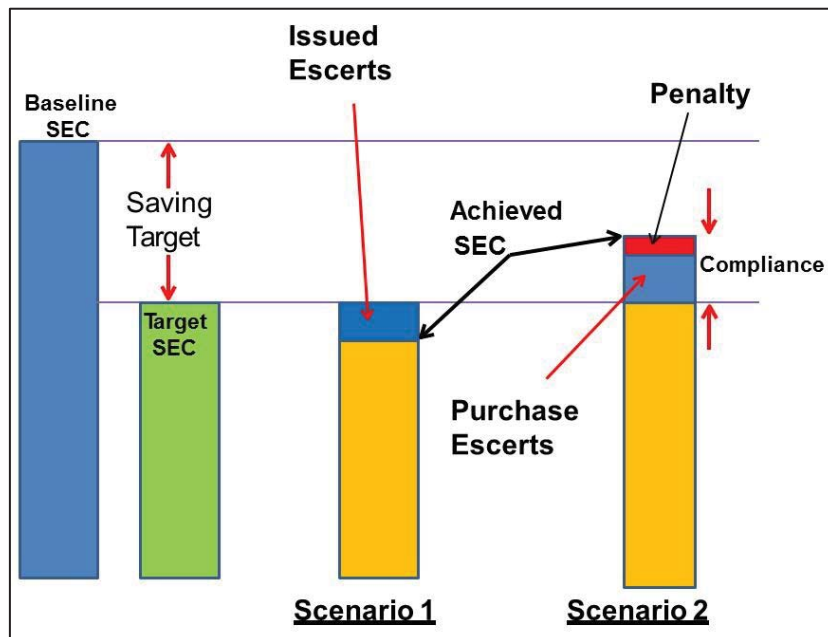 Issued
Escerts
Penalty
Baseline
SEC
Saving
Target
Achieved
SEC
Compliance
Target
SEC
Purchase
Escerts
Scenario 1
Scenario 2